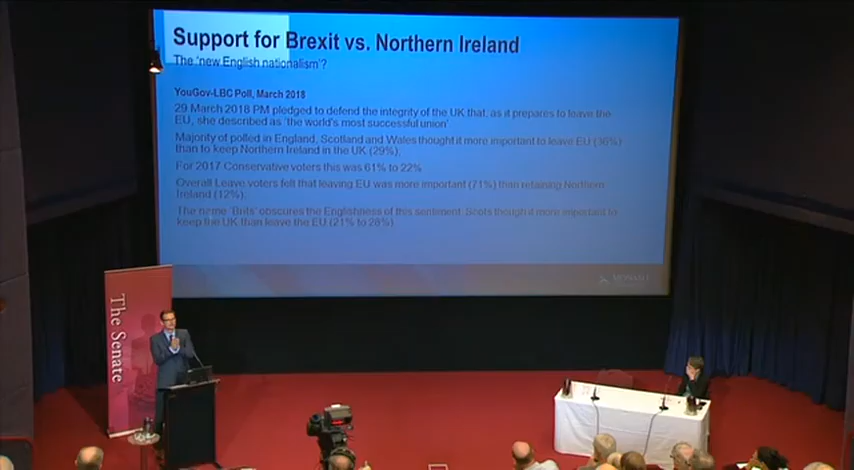 Support for Brexit vs. Northern Ireland
The 'new English nationalism'?
YouGov-LBC Poll, March 2018
29 March 2018 PM pledged to defend the integrity of the UK that, as it prepares to leave the
EU, she described as 'the world's most successful union'
Majority of polled in England, Scotland and Wales thought it more important to leave EU (36%)
than to keep Northern Ireland in the UK (29%);
For 2017 Conservative voters this was 61% to 22%
Overall Leave voters felt that leaving EU was more important (71%) than retaining Northern
Ireland (12%);
The name 'Brits' obscures the Englishness of this sentiment: Scots though it more important to
keep the UK than leave the EU (21% to 28%)
MONASH
The Senate